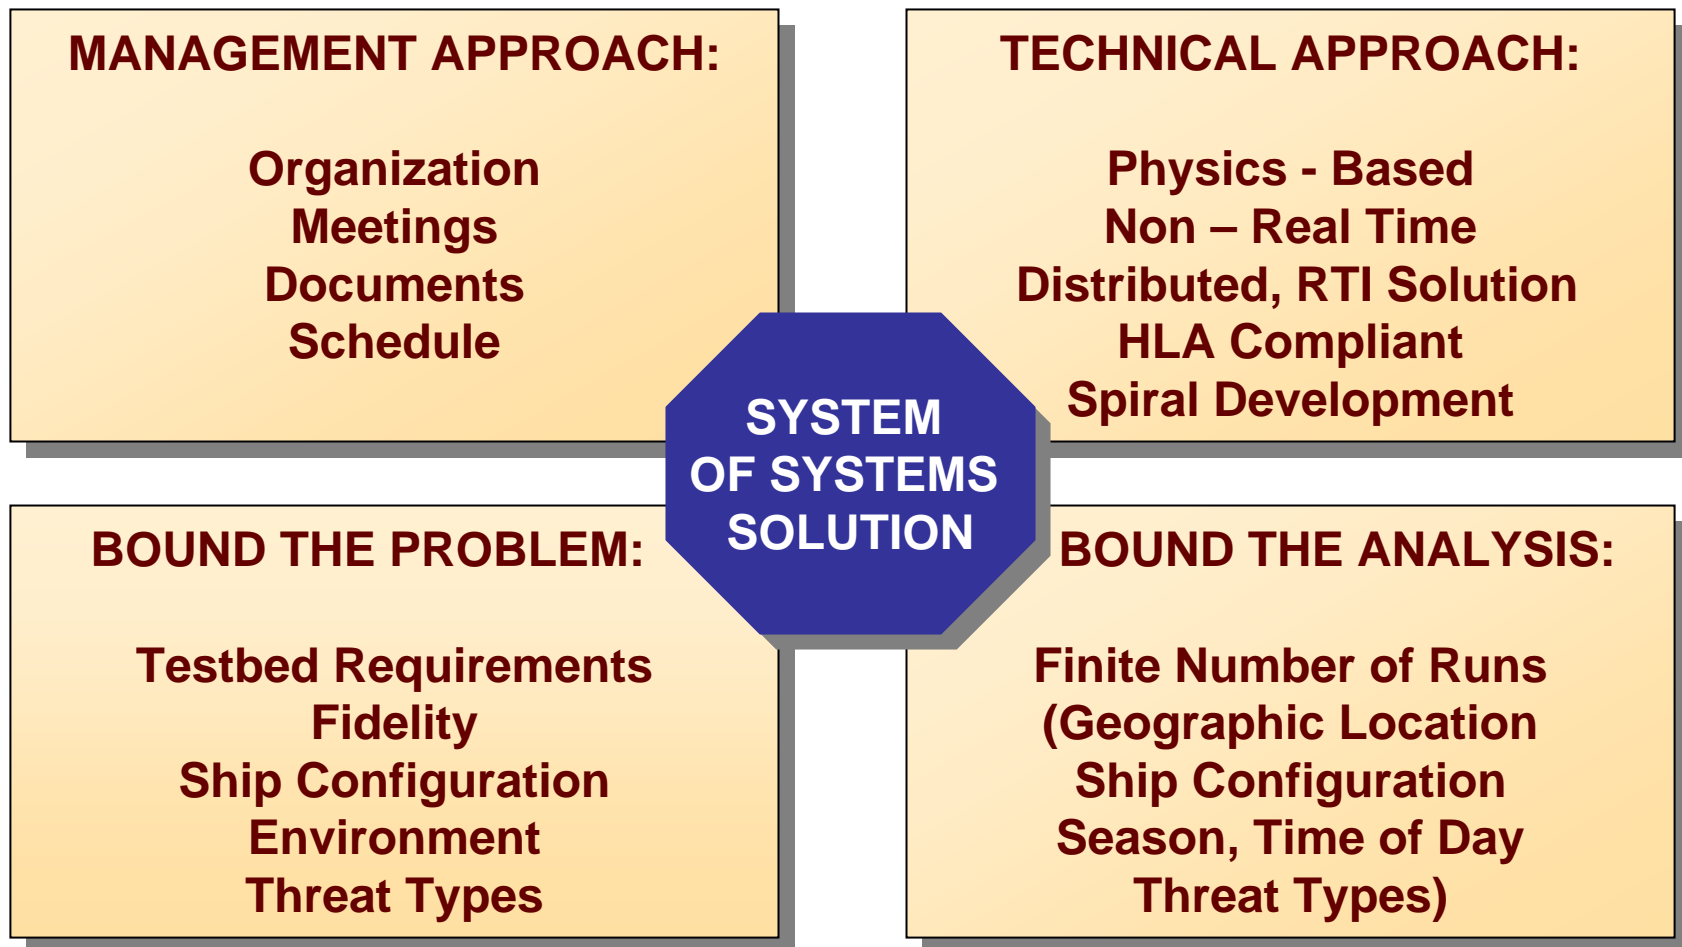 MANAGEMENT APPROACH:
Organization
Meetings
Documents
Schedule
TECHNICAL APPROACH:
Physics - Based
Non – Real Time
Distributed, RTI Solution
HLA Compliant
Spiral Development
SYSTEM
OF SYSTEMS
SOLUTION
BOUND THE PROBLEM:
Testbed Requirements
Fidelity
Ship Configuration
Environment
Threat Types
BOUND THE ANALYSIS:
Finite Number of Runs
(Geographic Location
Ship Configuration
Season, Time of Day
Threat Types)